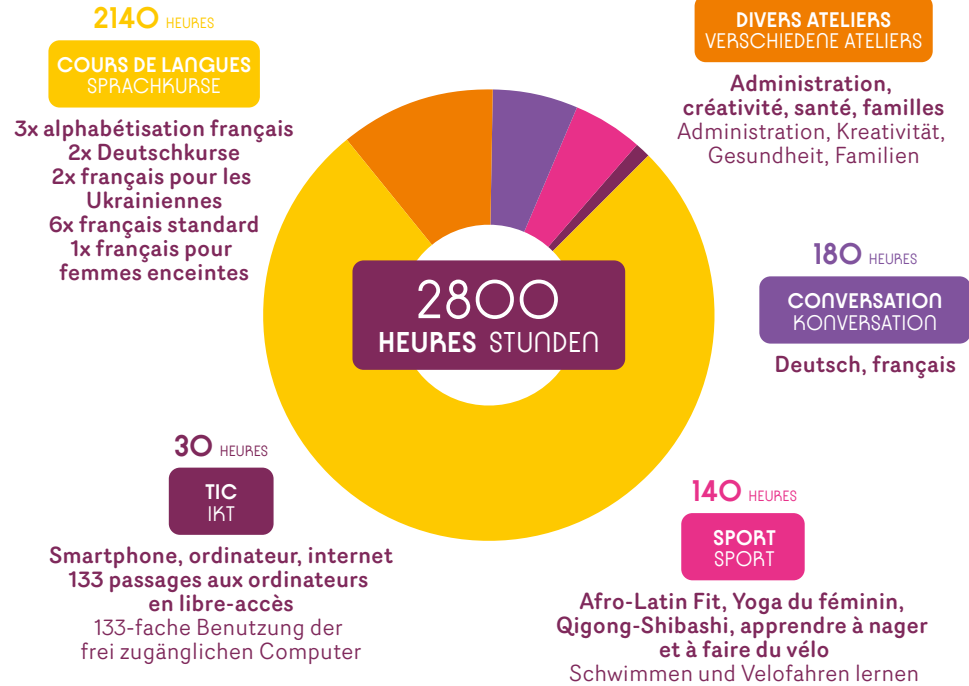 2140 HEURES
COURS DE LANGUES
SPRACHKURSE
3x alphabétisation français
2x Deutschkurse
2x français pour les
Ukrainiennes
6x français standard
1x français pour
femmes enceintes
DIVERS ATELIERS
VERSCHIEDENE ATELIERS
Administration,
créativité, santé, familles
Administration, Kreativität,
Gesundheit, Familien
2800
HEURES STUNDEN
180 HEURES
CONVERSATION
KONVERSATION
Deutsch, français
30 HEURES
TIC
IKT
Smartphone, ordinateur, internet
133 passages aux ordinateurs
en libre-accès
133-fache Benutzung der
frei zugänglichen Computer
140 HEURES
SPORT
SPORT
Afro-Latin Fit, Yoga du féminin,
Qigong-Shibashi, apprendre à nager
et à faire du vélo
Schwimmen und Velofahren lernen